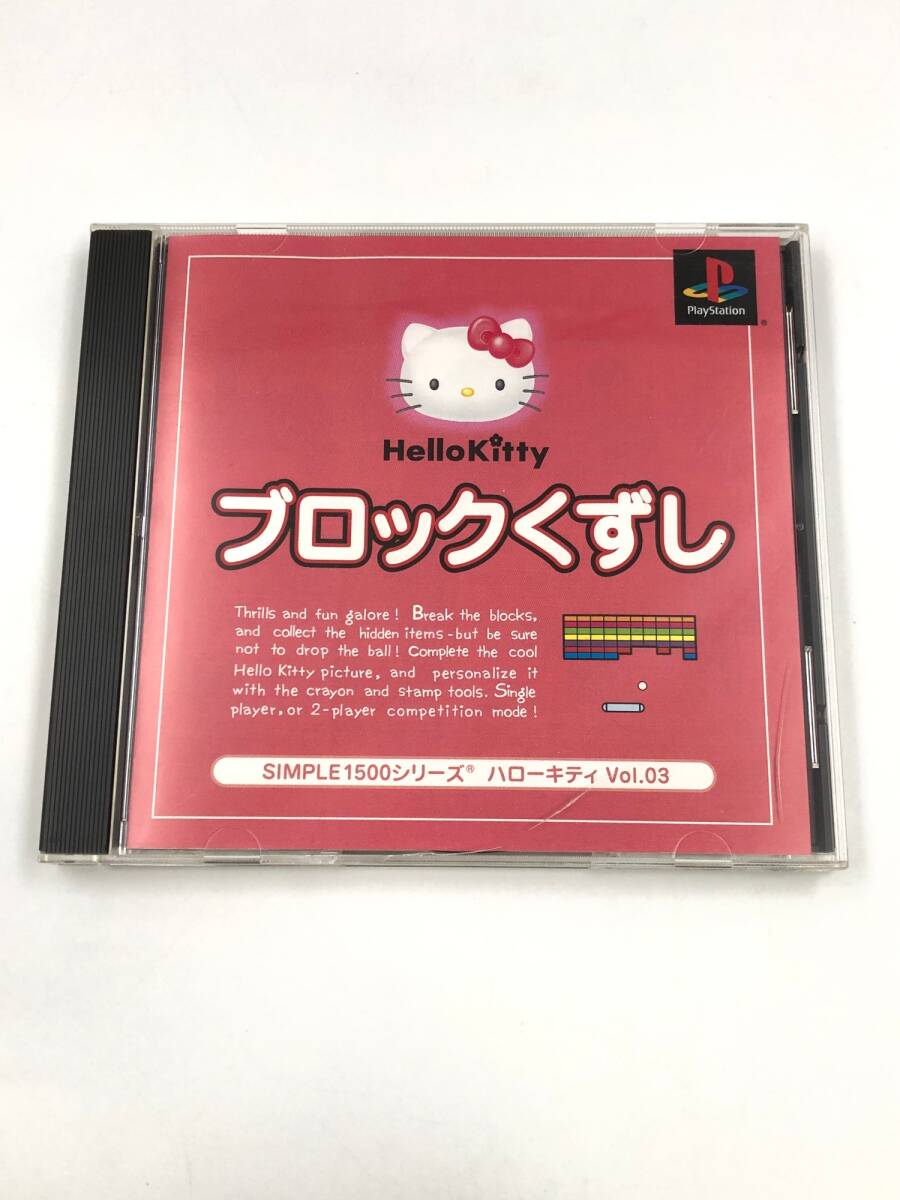 PlayStation
®
HelloKitty
ブロックくずし
Thrills and fun galore! Break the blocks,
and collect the hidden items-but be sure
not to drop the ball! Complete the cool
Hello Kitty picture, and personalize it
with the crayon and stamp tools. Single
player, or 2-player competition mode!
SIMPLE1500シリーズ® ハローキティ Vol.03